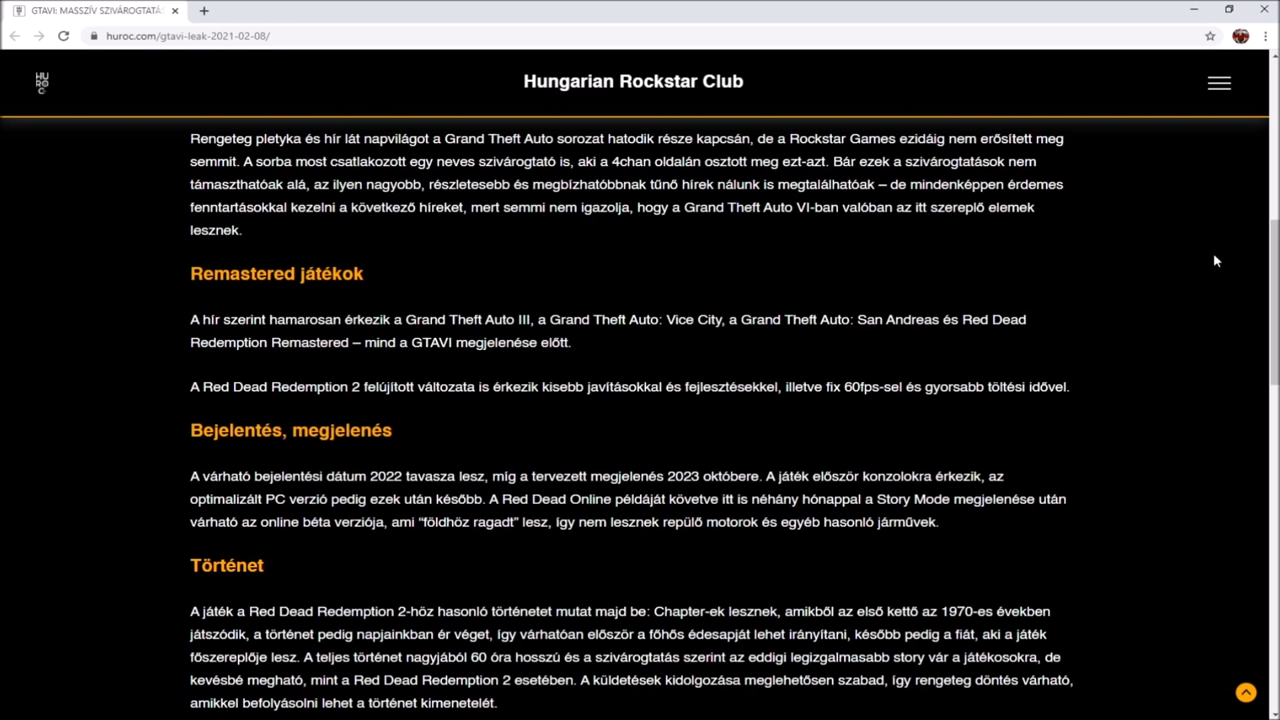 GTAVI: MASSZÍV SZIVÁROGTATÁ
huroc.com/gtavi-leak-2021-02-08/
HU
RO
C
Hungarian Rockstar Club
Rengeteg pletyka és hír lát napvilágot a Grand Theft Auto sorozat hatodik része kapcsán, de a Rockstar Games ezidáig nem erősített meg
semmit. A sorba most csatlakozott egy neves szivárogtató is, aki a 4chan oldalán osztott meg ezt-azt. Bár ezek a szivárogtatások nem
támaszthatóak alá, az ilyen nagyobb, részletesebb és megbízhatóbbnak tűnő hírek nálunk is megtalálhatóak – de mindenképpen érdemes
fenntartásokkal kezelni a következő híreket, mert semmi nem igazolja, hogy a Grand Theft Auto VI-ban valóban az itt szereplő elemek
lesznek.
Remastered játékok
A hír szerint hamarosan érkezik a Grand Theft Auto III, a Grand Theft Auto: Vice City, a Grand Theft Auto: San Andreas és Red Dead
Redemption Remastered – mind a GTAVI megjelenése előtt.
A Red Dead Redemption 2 felújított változata is érkezik kisebb javításokkal és fejlesztésekkel, illetve fix 60fps-sel és gyorsabb töltési idővel.
Bejelentés, megjelenés
A várható bejelentési dátum 2022 tavasza lesz, míg a tervezett megjelenés 2023 októbere. A játék először konzolokra érkezik, az
optimalizált PC verzió pedig ezek után később. A Red Dead Online példáját követve itt is néhány hónappal a Story Mode megjelenése után
várható az online béta verziója, ami “földhöz ragadt” lesz, így nem lesznek repülő motorok és egyéb hasonló járművek.
Történet
A játék a Red Dead Redemption 2-höz hasonló történetet mutat majd be: Chapter-ek lesznek, amikből az első kettő az 1970-es években
játszódik, a történet pedig napjainkban ér véget, így várhatóan először a főhős édesapját lehet irányítani, később pedig a fiát, aki a játék
főszereplője lesz. A teljes történet nagyjából 60 óra hosszú és a szivárogtatás szerint az eddigi legizgalmasabb story vár a játékosokra, de
kevésbé megható, mint a Red Dead Redemption 2 esetében. A küldetések kidolgozása meglehetősen szabad, így rengeteg döntés várható,
amikkel befolyásolni lehet a történet kimenetelét.